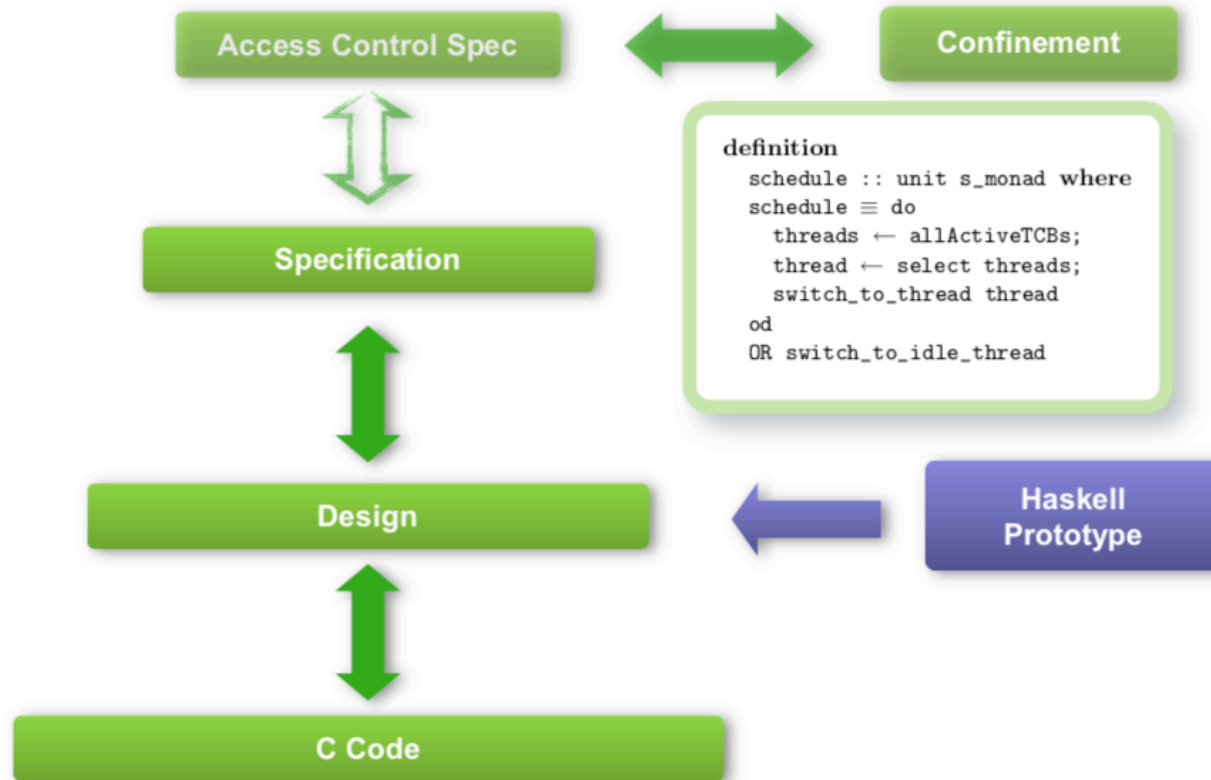 Access Control Spec
Confinement
definition
schedule :: unit s_monad where
schedule ≡ do
threads ← allActiveTCBs;
thread ← select threads;
switch_to_thread thread
od
OR switch_to_idle_thread
Specification
Design
Haskell
Prototype
C Code